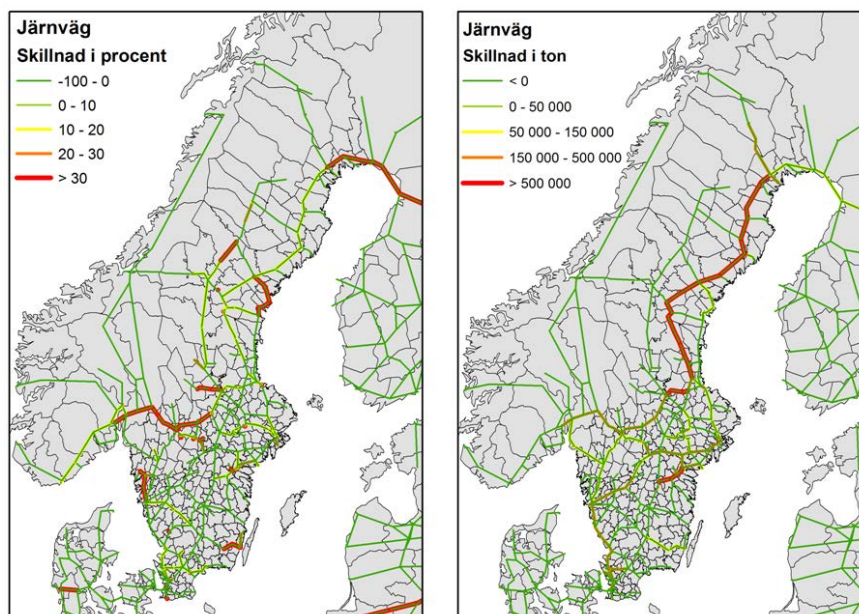 Järnväg
Skillnad i procent
-100 - 0
0 - 10
10 - 20
20 - 30
> 30
Järnväg
Skillnad i ton
< 0
0 - 50 000
50 000 - 150 000
150 000 - 500 000
> 500 000